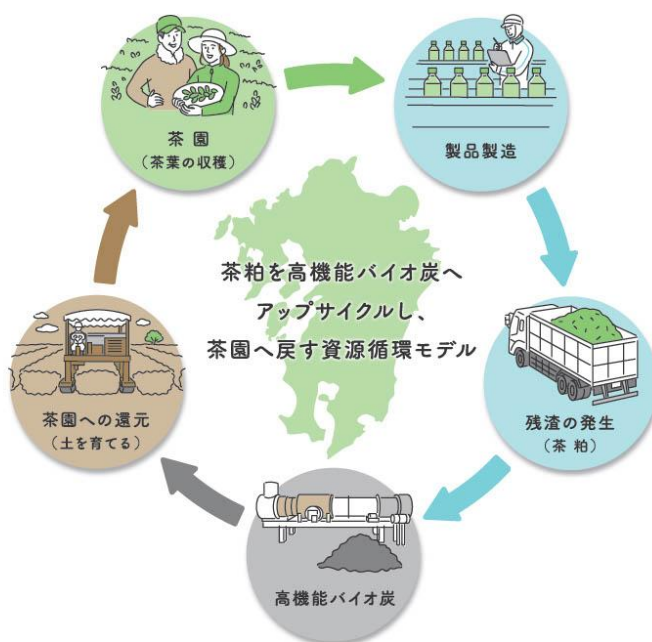 茶園
(茶葉の収穫)
製品製造
残渣の発生
(茶粕)
高機能バイオ炭
茶園への還元
(土を育てる)
茶粕を高機能バイオ炭へ
アップサイクルし、
茶園へ戻す資源循環モデル